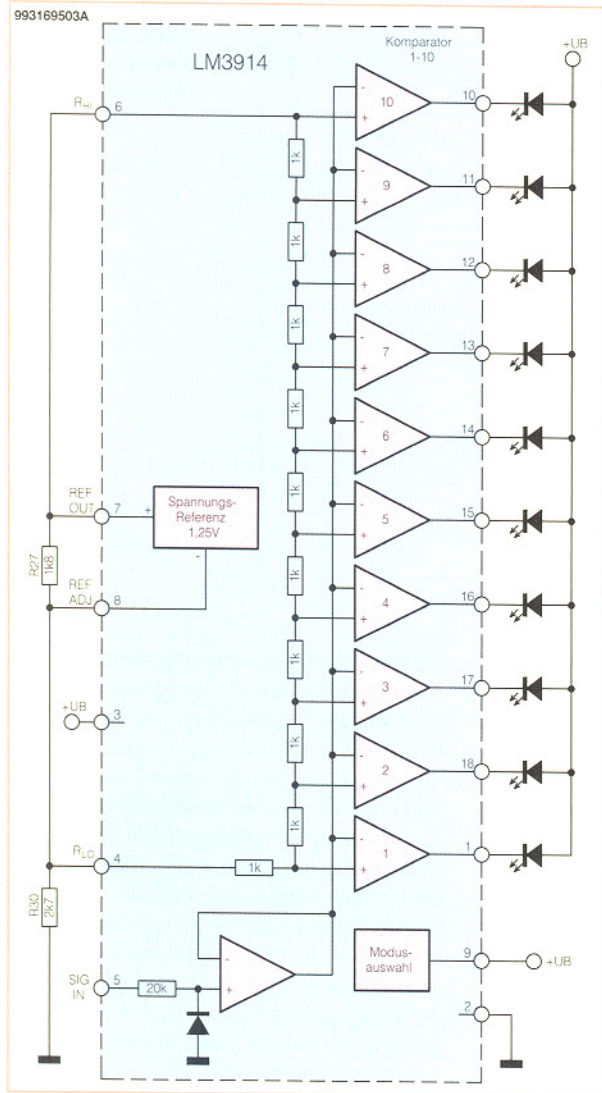 993169503A
LM3914
Komparator
1-10
+UB
RHI
6
10
10
1k
9
11
1k
8
12
1k
7
13
1k
6
14
1k
REF
OUT
7
Spannungs-
Referenz
1,25V
5
15
R27
1k8
1k
REF
ADJ
8
4
16
1k
3
17
+UB
3
1k
2
18
1k
RLO
4
1k
1
1
R30
2k7
SIG
IN
5
20k
Modus-
auswahl
9
+UB
2